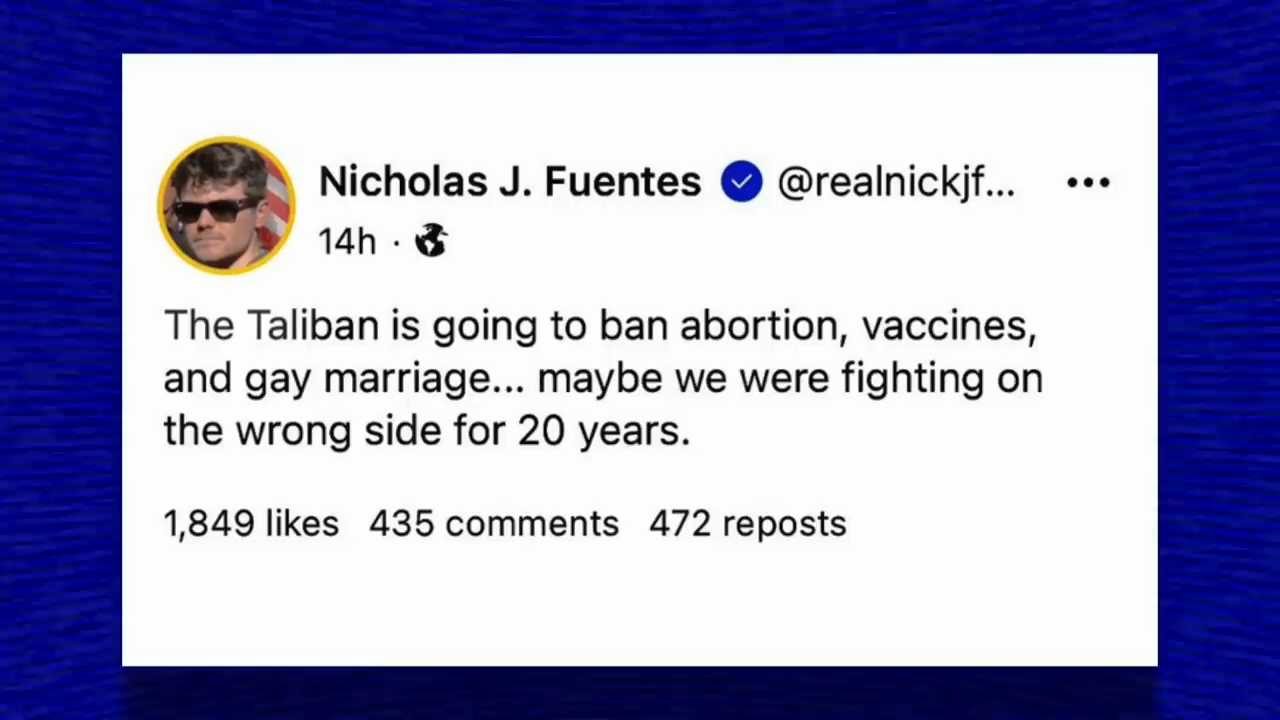 Nicholas J. Fuentes @realnickjf...
14h ·
The Taliban is going to ban abortion, vaccines,
and gay marriage... maybe we were fighting on
the wrong side for 20 years.
1,849 likes 435 comments 472 reposts